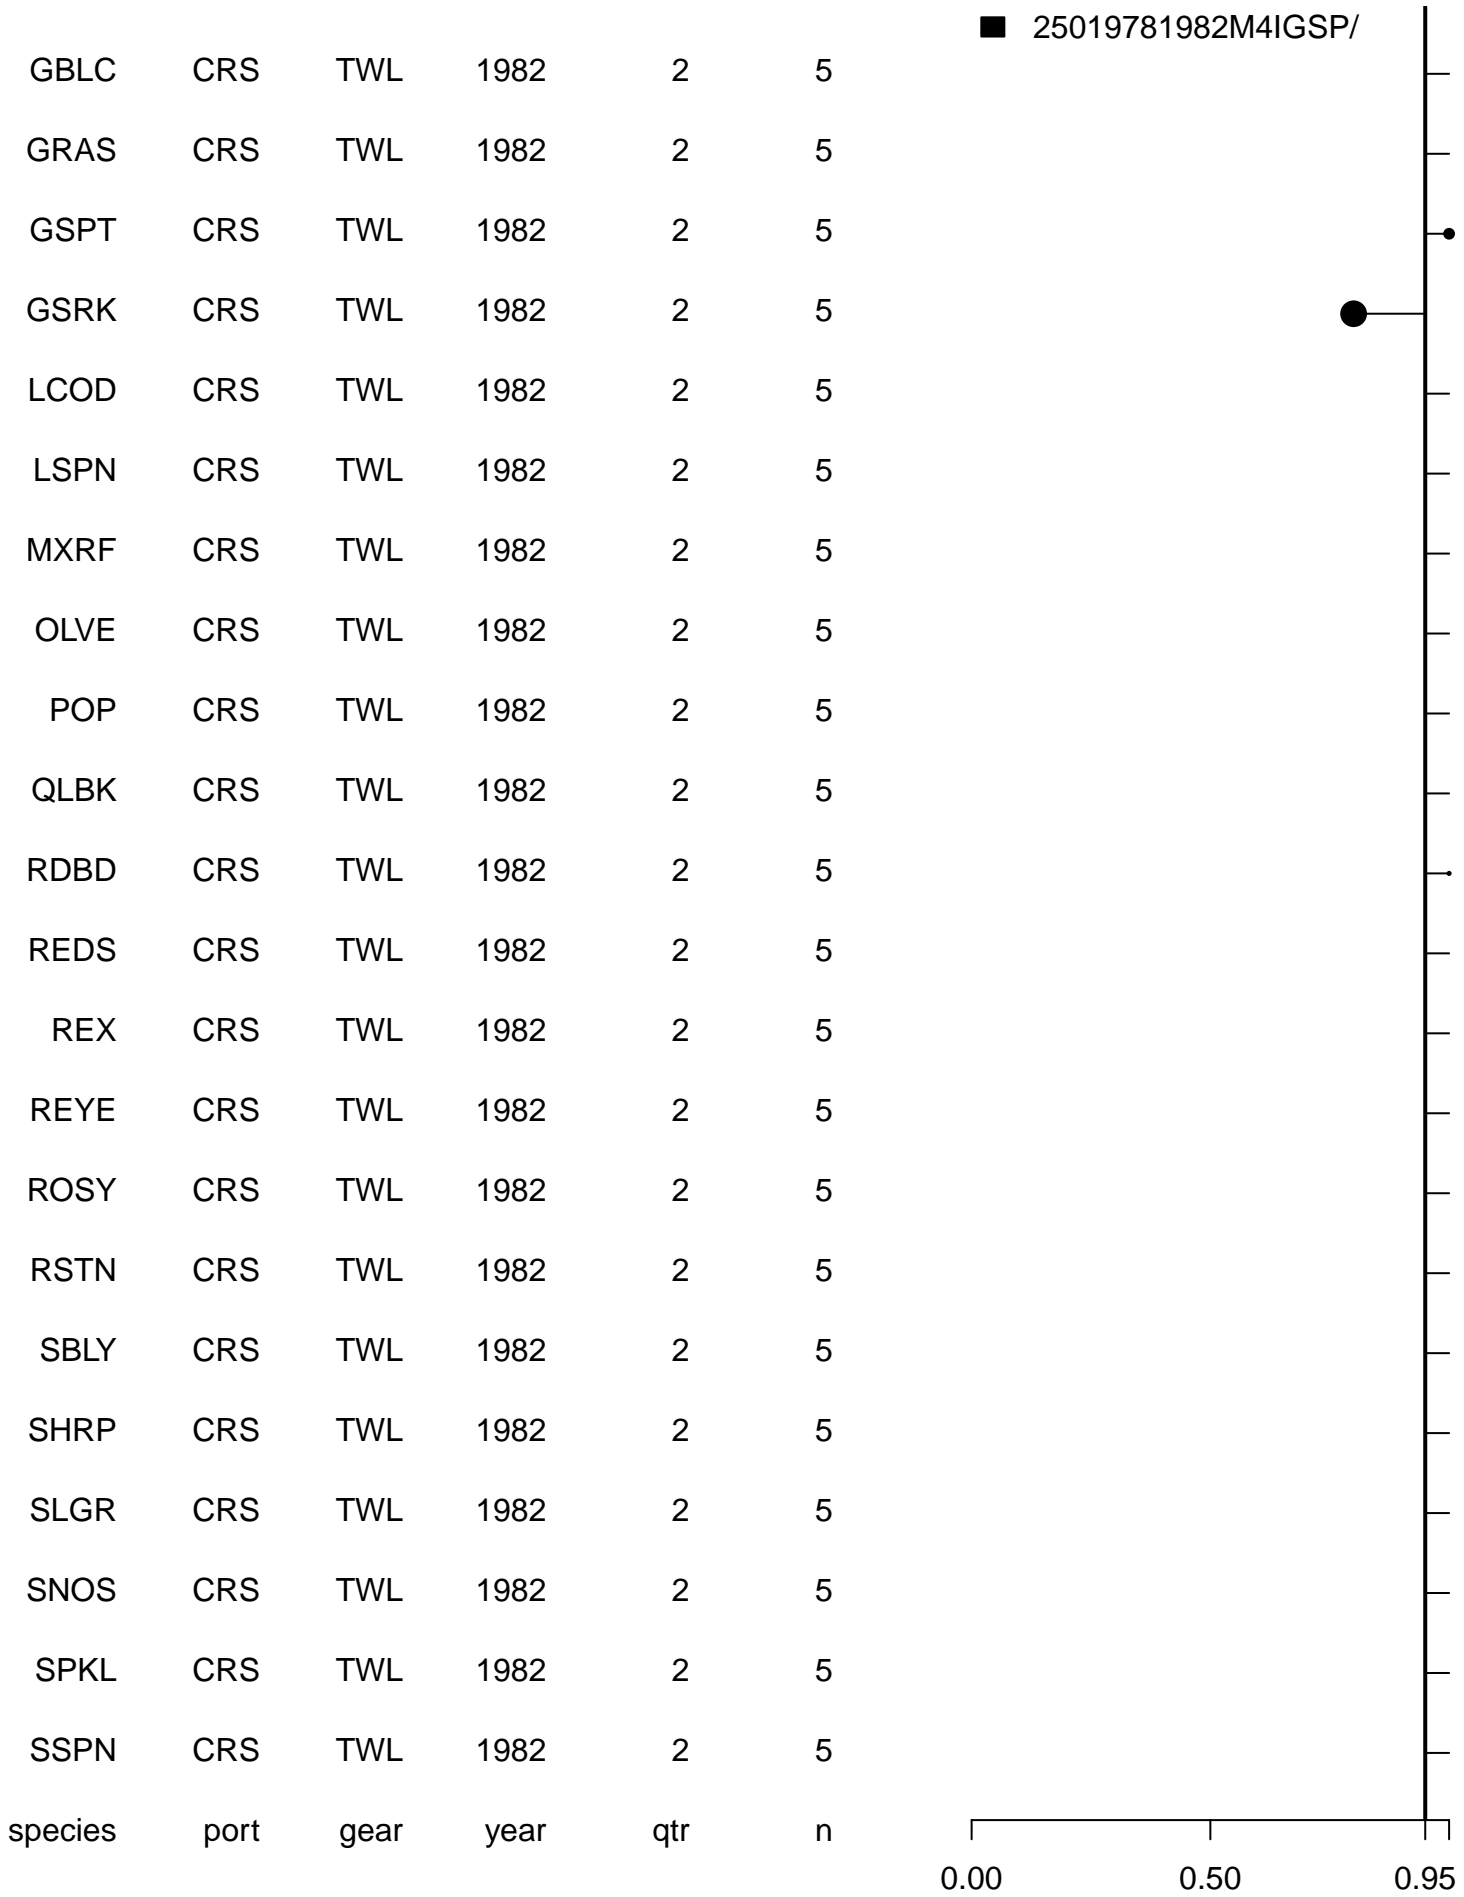 25019781982M4IGSP/
GBLC CRS TWL 1982 2 5
GRAS CRS TWL 1982 2 5
GSPT CRS TWL 1982 2 5
GSRK CRS TWL 1982 2 5
LCOD CRS TWL 1982 2 5
LSPN CRS TWL 1982 2 5
MXRF CRS TWL 1982 2 5
OLVE CRS TWL 1982 2 5
POP CRS TWL 1982 2 5
QLBK CRS TWL 1982 2 5
RDBD CRS TWL 1982 2 5
REDS CRS TWL 1982 2 5
REX CRS TWL 1982 2 5
REYE CRS TWL 1982 2 5
ROSY CRS TWL 1982 2 5
RSTN CRS TWL 1982 2 5
SBLY CRS TWL 1982 2 5
SHRP CRS TWL 1982 2 5
SLGR CRS TWL 1982 2 5
SNOS CRS TWL 1982 2 5
SPKL CRS TWL 1982 2 5
SSPN CRS TWL 1982 2 5
species port gear year qtr n
0.00 0.50 0.95